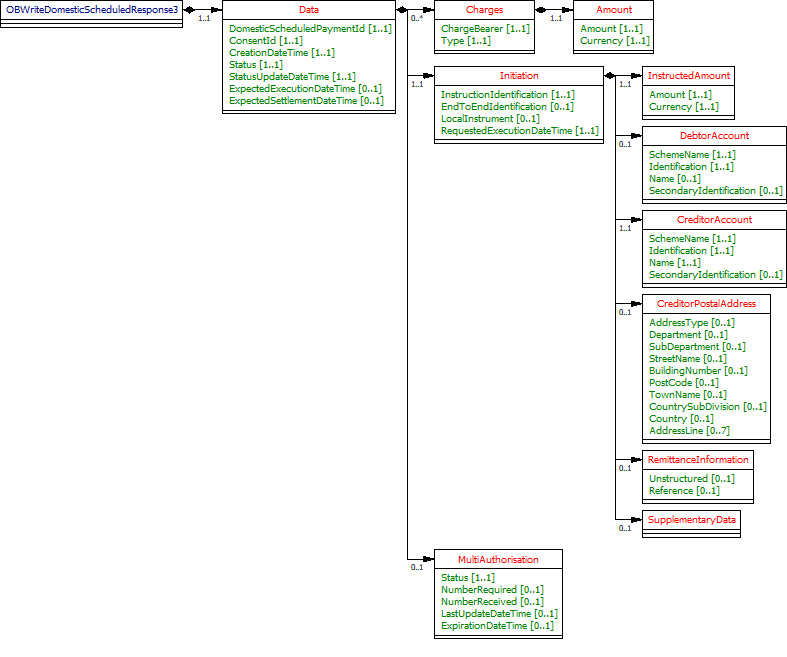 OBWriteDomesticScheduledResponse3
1..1
Data
DomesticScheduledPaymentId [1..1]
ConsentId [1..1]
CreationDateTime [1..1]
Status [1..1]
StatusUpdateDateTime [1..1]
ExpectedExecutionDateTime [0..1]
ExpectedSettlementDateTime [0..1]
0..*
Charges
ChargeBearer [1..1]
Type [1..1]
1..1
Amount
Amount [1..1]
Currency [1..1]
1..1
Initiation
InstructionIdentification [1..1]
EndToEndIdentification [0..1]
LocalInstrument [0..1]
RequestedExecutionDateTime [1..1]
1..1
InstructedAmount
Amount [1..1]
Currency [1..1]
0..1
DebtorAccount
SchemeName [1..1]
Identification [1..1]
Name [0..1]
SecondaryIdentification [0..1]
1..1
CreditorAccount
SchemeName [1..1]
Identification [1..1]
Name [1..1]
SecondaryIdentification [0..1]
0..1
CreditorPostalAddress
AddressType [0..1]
Department [0..1]
SubDepartment [0..1]
StreetName [0..1]
BuildingNumber [0..1]
PostCode [0..1]
TownName [0..1]
CountrySubDivision [0..1]
Country [0..1]
AddressLine [0..7]
0..1
RemittanceInformation
Unstructured [0..1]
Reference [0..1]
0..1
SupplementaryData
0..1
MultiAuthorisation
Status [1..1]
NumberRequired [0..1]
NumberReceived [0..1]
LastUpdateDateTime [0..1]
ExpirationDateTime [0..1]